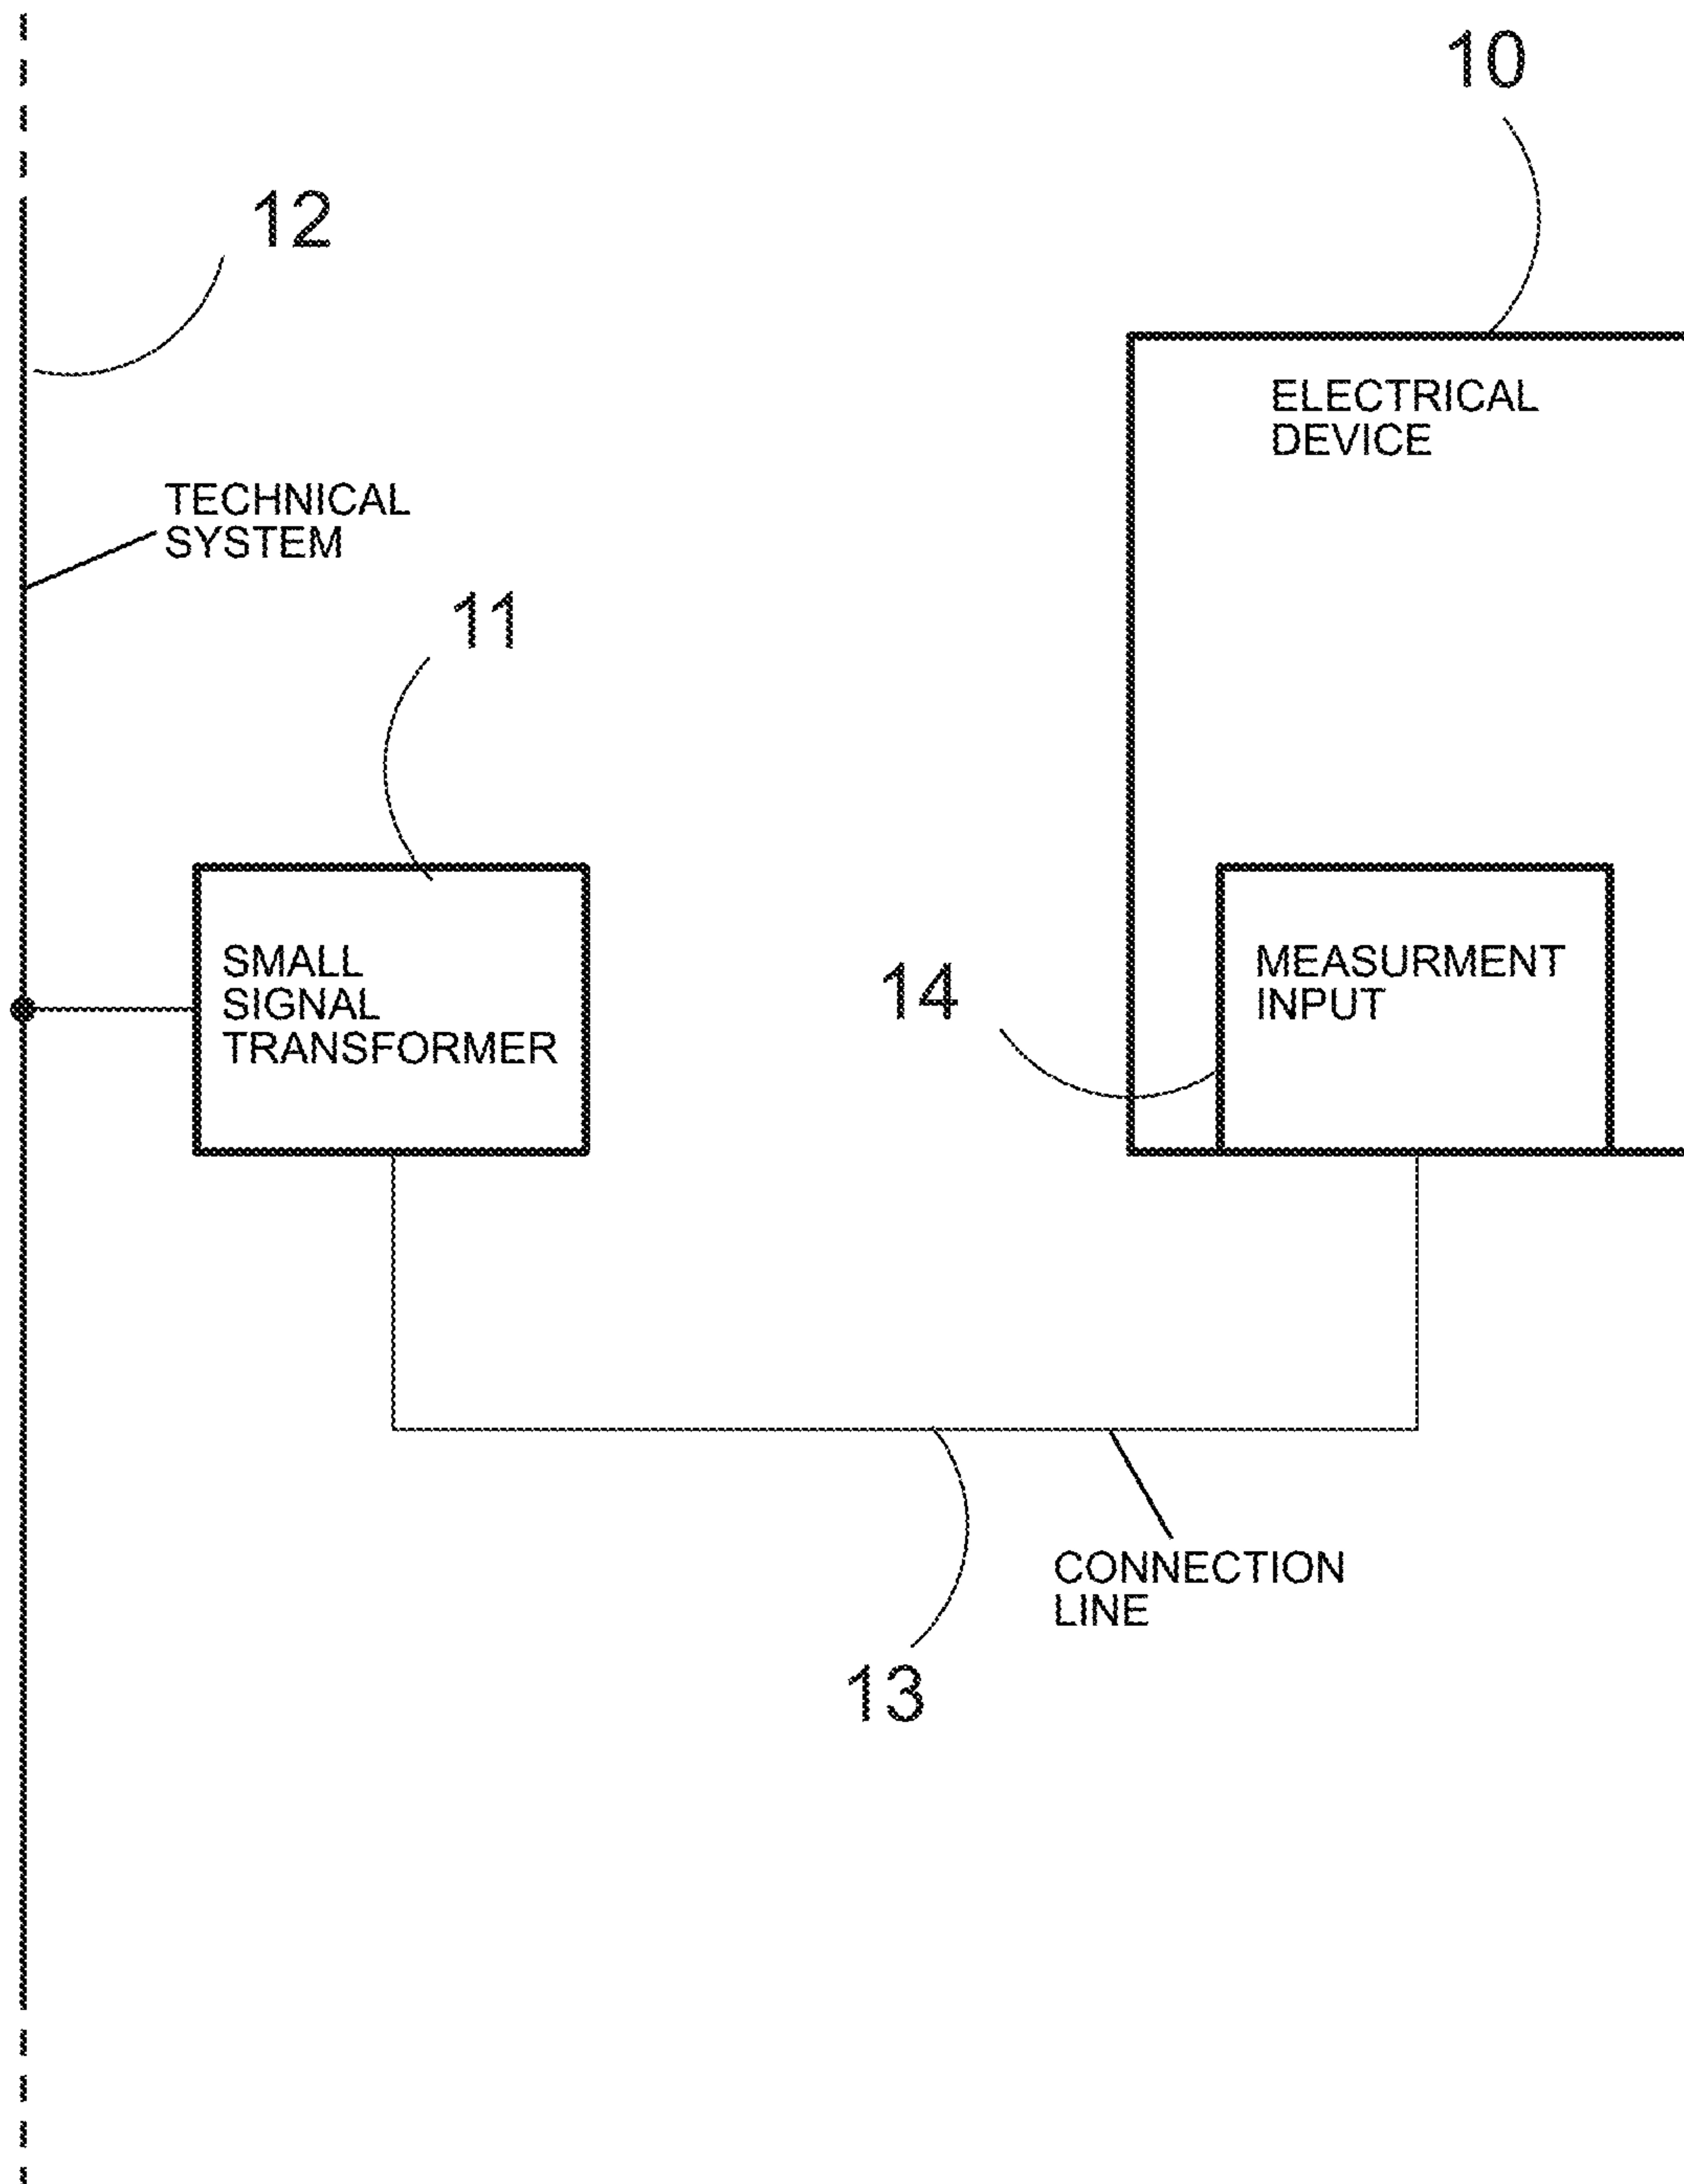 10
12
ELECTRICAL
DEVICE
TECHNICAL
SYSTEM
11
SMALL
SIGNAL
TRANSFORMER
14
MEASURMENT
INPUT
CONNECTION
LINE
13